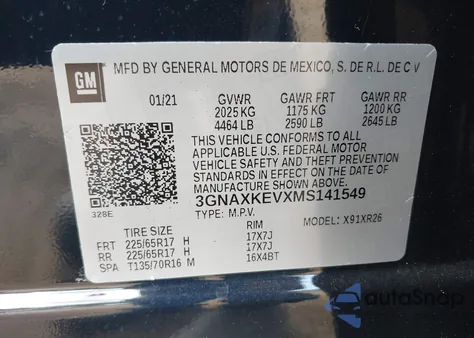 GM MFD BY GENERAL MOTORS DE MEXICO, S. DE R.L. DE C V
01/21 GVWR GAWR FRT GAWR RR
2025 KG 1175 KG 1200 KG
4464 LB 2590 LB 2645 LB
THIS VEHICLE CONFORMS TO ALL
APPLICABLE U.S. FEDERAL MOTOR
VEHICLE SAFETY AND THEFT PREVENTION
STANDARDS IN EFFECT ON THE DATE
OF MANUFACTURE SHOWN ABOVE.
3GNAXKEVXMS141549
328E
TYPE: M.P.V. MODEL: X91XR26
TIRE SIZE RIM
FRT 225/65R17 H 17X7J
RR 225/65R17 H 17X7J
SPA T135/70R16 M 16X4BT
autoSnap